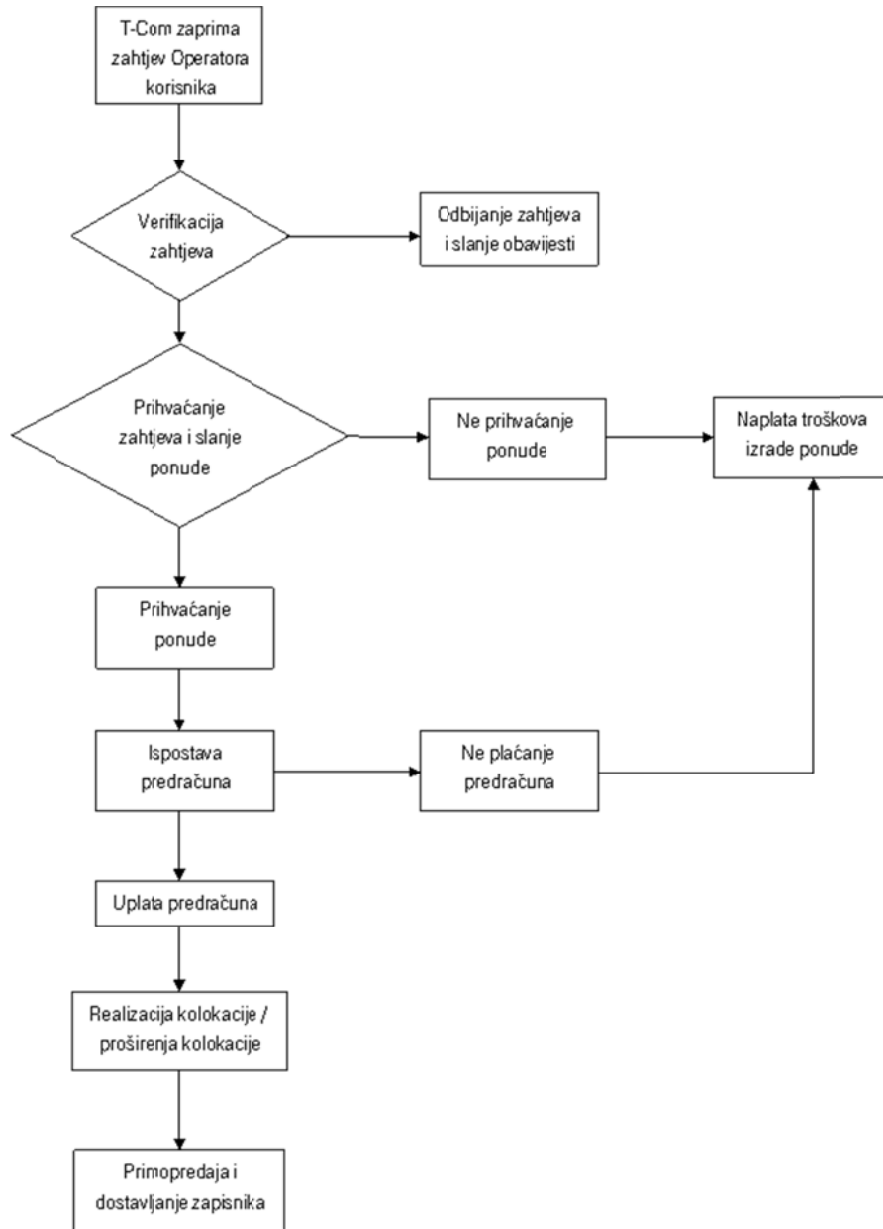 T-Com zaprima
zahtjev Operatora
korisnika
Verifikacija
zahtjeva
Odbijanje zahtjeva
i slanje obavijesti
Prihvaćanje
zahtjeva i slanje
ponude
Ne prihvaćanje
ponude
Naplata troškova
izrade ponude
Prihvaćanje
ponude
Ispostava
predračuna
Ne plaćanje
predračuna
Uplata predračuna
Realizacija kolokacije /
proširenja kolokacije
Primopredaja i
dostavljanje zapisnika